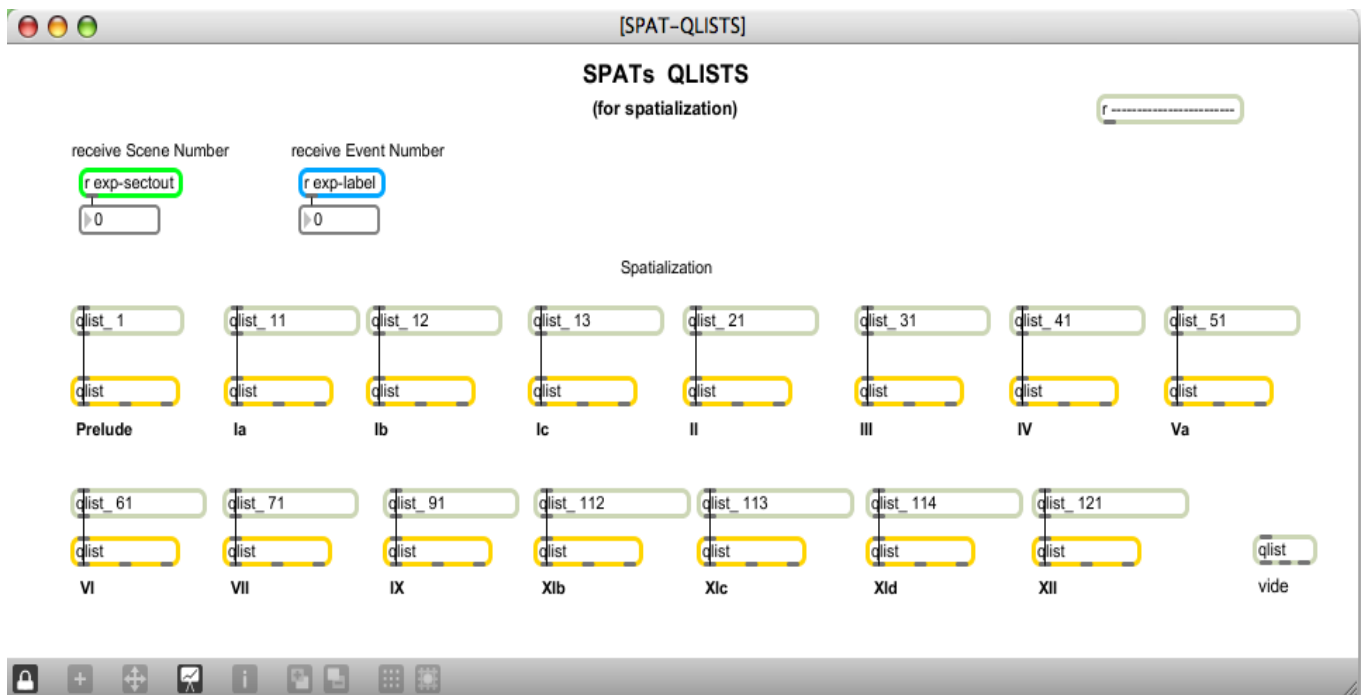 [SPAT-QLISTS]
SPATs QLISTS
(for spatialization)
r ------------------------
receive Scene Number receive Event Number
r exp-sectout r exp-label
0 0
Spatialization
qlist_ 1 qlist_ 11 qlist_ 12 qlist_ 13 qlist_ 21 qlist_ 31 qlist_ 41 qlist_ 51
qlist qlist qlist qlist qlist qlist qlist qlist
Prelude Ia Ib Ic II III IV Va
qlist_ 61 qlist_ 71 qlist_ 91 qlist_ 112 qlist_ 113 qlist_ 114 qlist_ 121
qlist qlist qlist qlist qlist qlist qlist qlist
VI VII IX XIb XIc XId XII vide